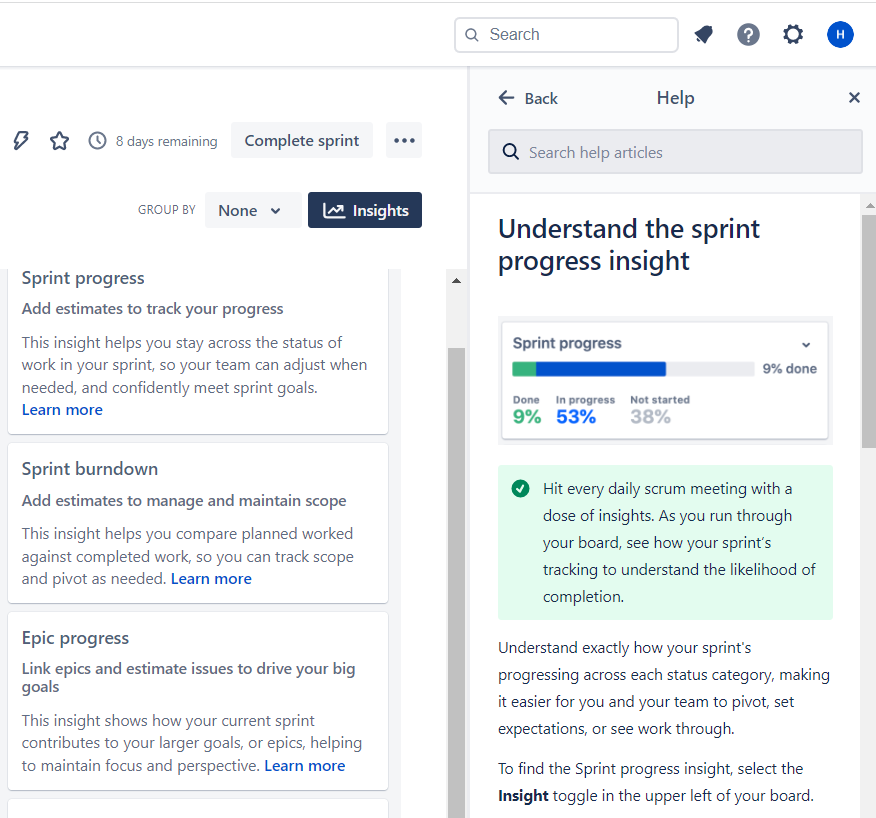 Search
H
8 days remaining
Complete sprint
GROUP BY
None
Insights
Sprint progress
Add estimates to track your progress
This insight helps you stay across the status of
work in your sprint, so your team can adjust when
needed, and confidently meet sprint goals.
Learn more
Sprint burndown
Add estimates to manage and maintain scope
This insight helps you compare planned worked
against completed work, so you can track scope
and pivot as needed. Learn more
Epic progress
Link epics and estimate issues to drive your big
goals
This insight shows how your current sprint
contributes to your larger goals, or epics, helping
to maintain focus and perspective. Learn more
Back
Help
Search help articles
Understand the sprint
progress insight
Sprint progress
9% done
Done In progress Not started
9% 53% 38%
Hit every daily scrum meeting with a
dose of insights. As you run through
your board, see how your sprint's
tracking to understand the likelihood of
completion.
Understand exactly how your sprint's
progressing across each status category, making
it easier for you and your team to pivot, set
expectations, or see work through.
To find the Sprint progress insight, select the
Insight toggle in the upper left of your board.